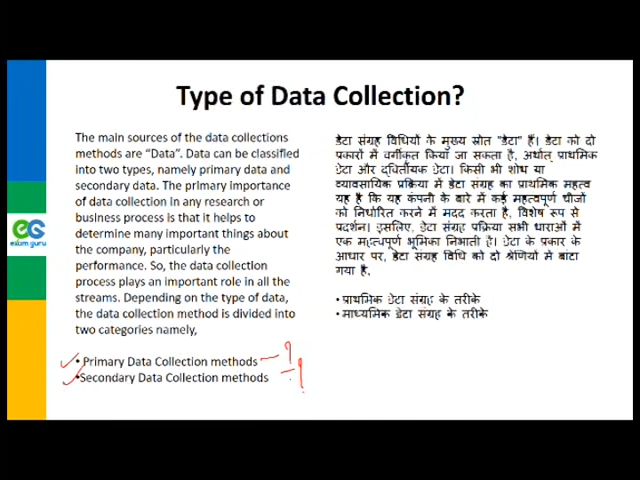 Type of Data Collection?
The main sources of the data collections
methods are “Data”. Data can be classified
into two types, namely primary data and
secondary data. The primary importance
of data collection in any research or
business process is that it helps to
determine many important things about
the company, particularly the
performance. So, the data collection
process plays an important role in all the
streams. Depending on the type of data,
the data collection method is divided into
two categories namely,
• Primary Data Collection methods
• Secondary Data Collection methods
डेटा संग्रह विधियों के मुख्य स्रोत "डेटा" हैं। डेटा को दो
प्रकारों में वर्गीकृत किया जा सकता है, अर्थात् प्राथमिक
डेटा और द्वितीयक डेटा। किसी भी शोध या
व्यावसायिक प्रक्रिया में डेटा संग्रह का प्राथमिक महत्व
यह है कि यह कंपनी के बारे में कई महत्वपूर्ण चीजों
को निर्धारित करने में मदद करता है, विशेष रूप से
प्रदर्शन। इसलिए, डेटा संग्रह प्रक्रिया सभी धाराओं में
एक महत्वपूर्ण भूमिका निभाती है। डेटा के प्रकार के
आधार पर, डेटा संग्रह विधि को दो श्रेणियों में बांटा
गया है,
• प्राथमिक डेटा संग्रह के तरीके
• माध्यमिक डेटा संग्रह के तरीके
eklam guru